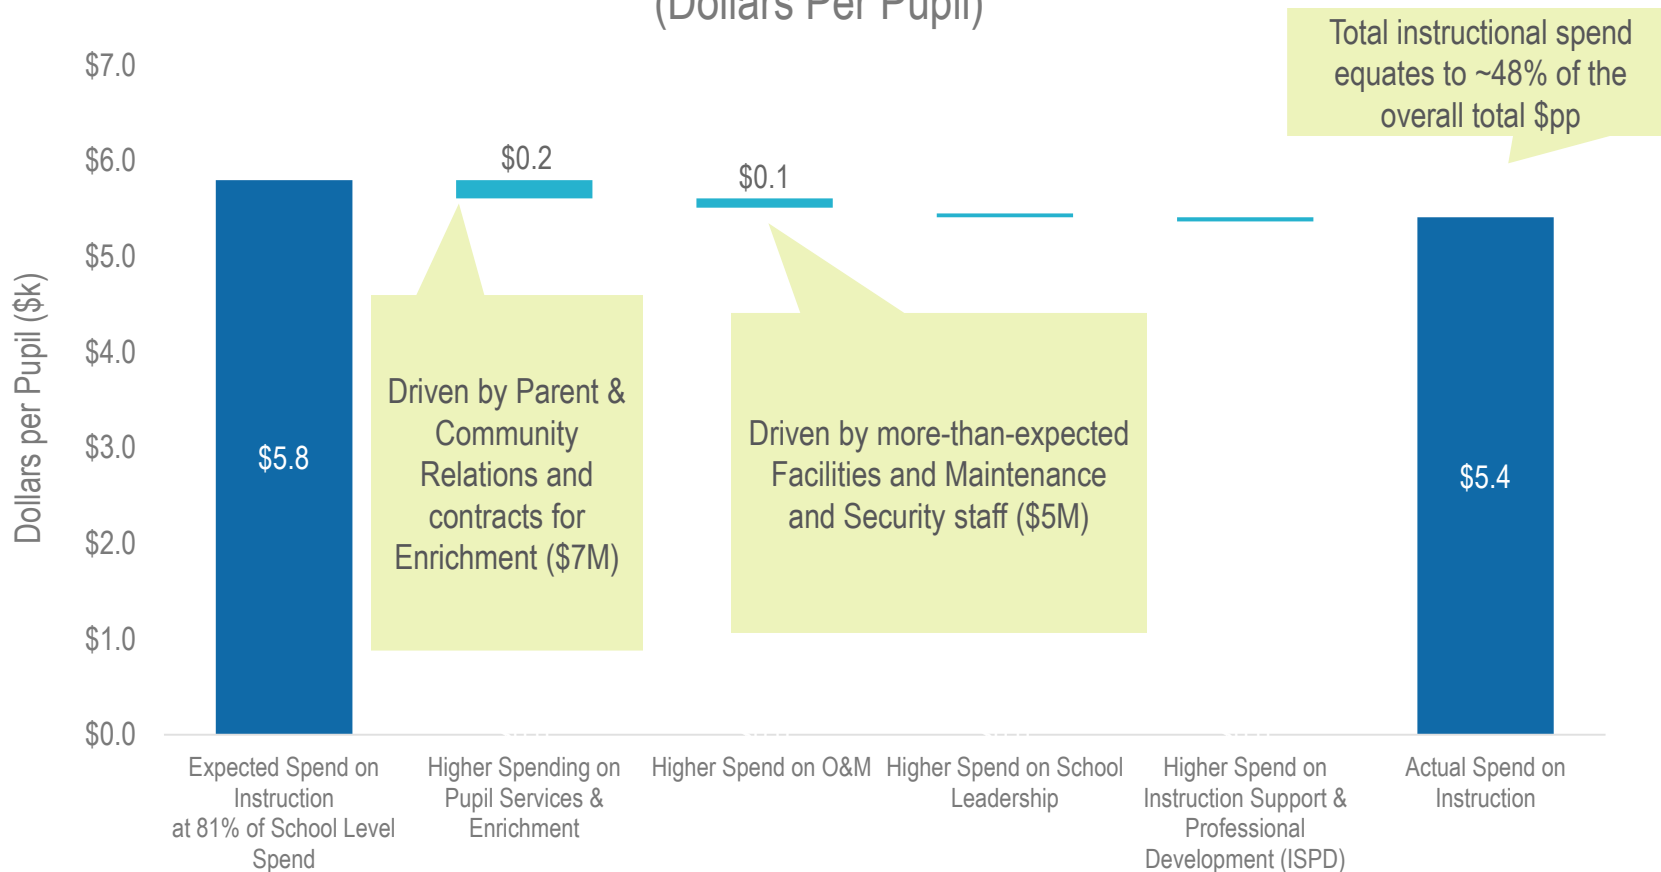 (Dollars Per Pupil)
Total instructional spend
equates to ~48% of the
overall total $pp
Dollars per Pupil ($k)
$7.0
$6.0
$5.0
$4.0
$3.0
$2.0
$1.0
$0.0
$5.8
$0.2
$0.1
$5.4
Driven by Parent &
Community
Relations and
contracts for
Enrichment ($7M)
Driven by more-than-expected
Facilities and Maintenance
and Security staff ($5M)
Expected Spend on
Instruction
at 81% of School Level
Spend
Higher Spending on
Pupil Services &
Enrichment
Higher Spend on O&M
Higher Spend on School
Leadership
Higher Spend on
Instruction Support &
Professional
Development (ISPD)
Actual Spend on
Instruction